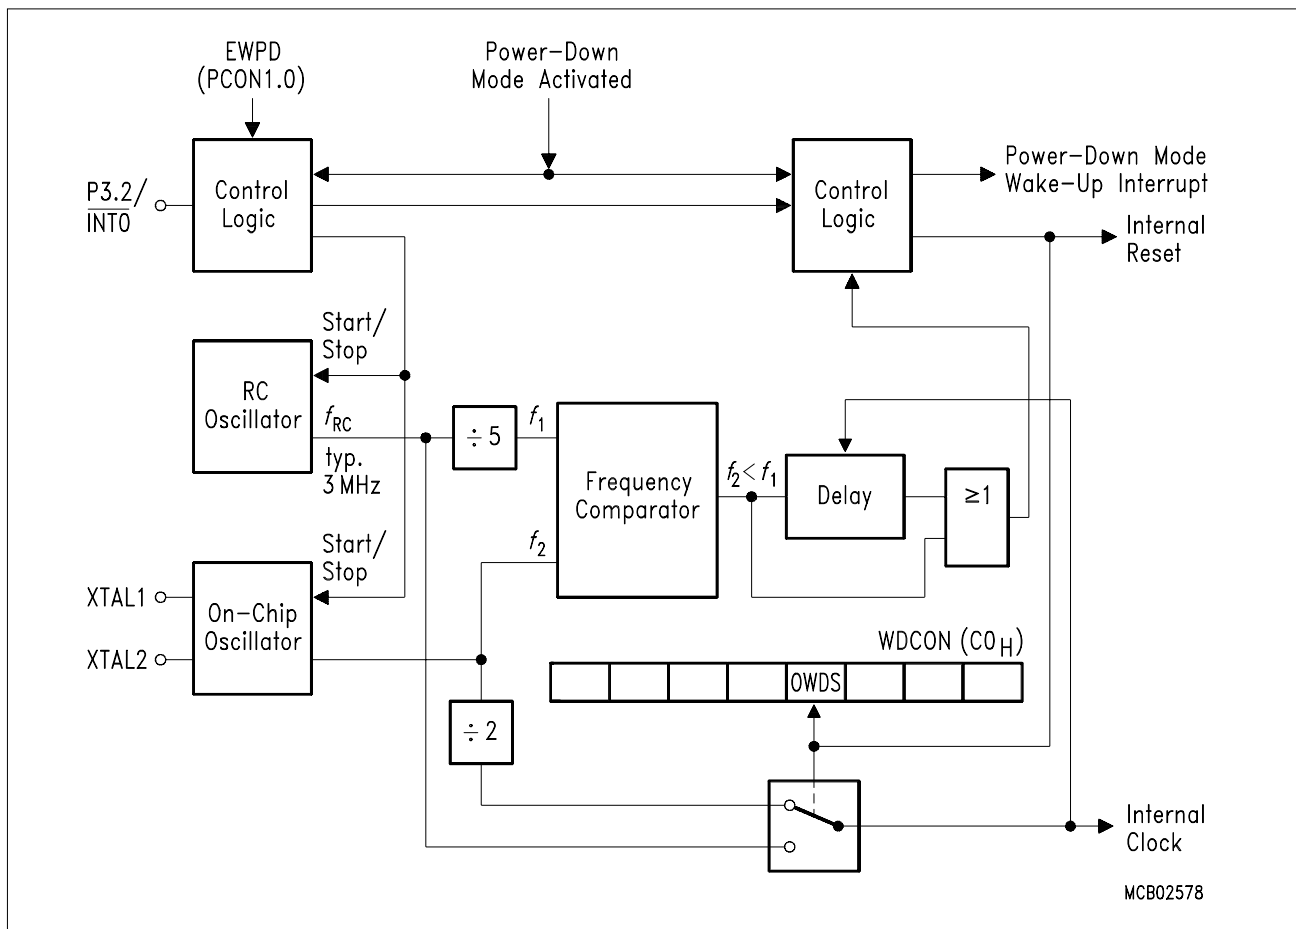 EWPD
(PCON1.0)
Power-Down
Mode Activated
P3.2/
INT0
Control
Logic
Control
Logic
Power-Down Mode
Wake-Up Interrupt
Internal
Reset
Start/
Stop
RC
Oscillator
fRC
typ.
3 MHz
÷ 5
f1
Frequency
Comparator
f2 < f1
Delay
≥1
f2
Start/
Stop
XTAL1
XTAL2
On-Chip
Oscillator
WDCON (C0H)
OWDS
÷ 2
Internal
Clock
MCB02578